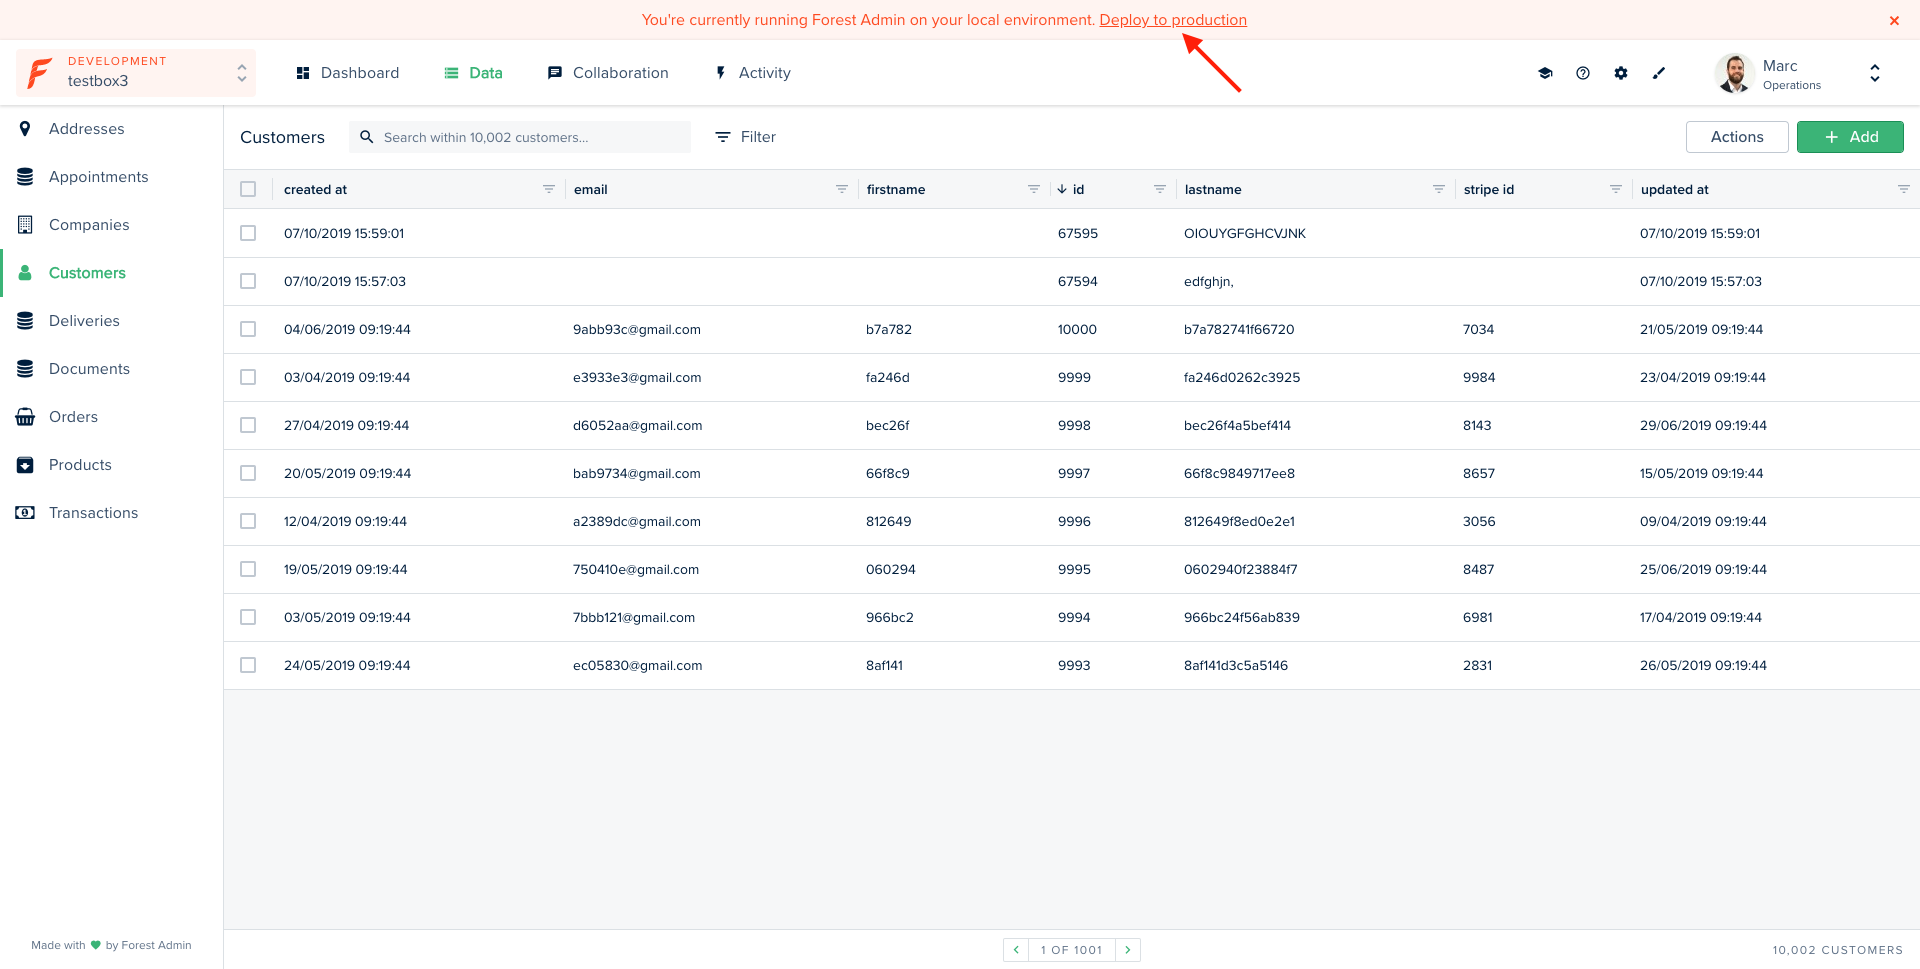 You're currently running Forest Admin on your local environment. Deploy to production
DEVELOPMENT
testbox3
Dashboard
Data
Collaboration
Activity
Marc
Operations
Addresses
Appointments
Companies
Customers
Deliveries
Documents
Orders
Products
Transactions
Made with by Forest Admin
Customers
Search within 10,002 customers...
Filter
Actions
+ Add
created at email firstname id lastname stripe id updated at
07/10/2019 15:59:01 67595 OIOUYGFGHCVJNK 07/10/2019 15:59:01
07/10/2019 15:57:03 67594 edfghjn, 07/10/2019 15:57:03
04/06/2019 09:19:44 9abb93c@gmail.com b7a782 10000 b7a782741f66720 7034 21/05/2019 09:19:44
03/04/2019 09:19:44 e3933e3@gmail.com fa246d 9999 fa246d0262c3925 9984 23/04/2019 09:19:44
27/04/2019 09:19:44 d6052aa@gmail.com bec26f 9998 bec26f4a5bef414 8143 29/06/2019 09:19:44
20/05/2019 09:19:44 bab9734@gmail.com 66f8c9 9997 66f8c9849717ee8 8657 15/05/2019 09:19:44
12/04/2019 09:19:44 a2389dc@gmail.com 812649 9996 812649f8ed0e2e1 3056 09/04/2019 09:19:44
19/05/2019 09:19:44 750410e@gmail.com 060294 9995 0602940f23884f7 8487 25/06/2019 09:19:44
03/05/2019 09:19:44 7bbb121@gmail.com 966bc2 9994 966bc24f56ab839 6981 17/04/2019 09:19:44
24/05/2019 09:19:44 ec05830@gmail.com 8af141 9993 8af141d3c5a5146 2831 26/05/2019 09:19:44
1 OF 1001
10,002 CUSTOMERS